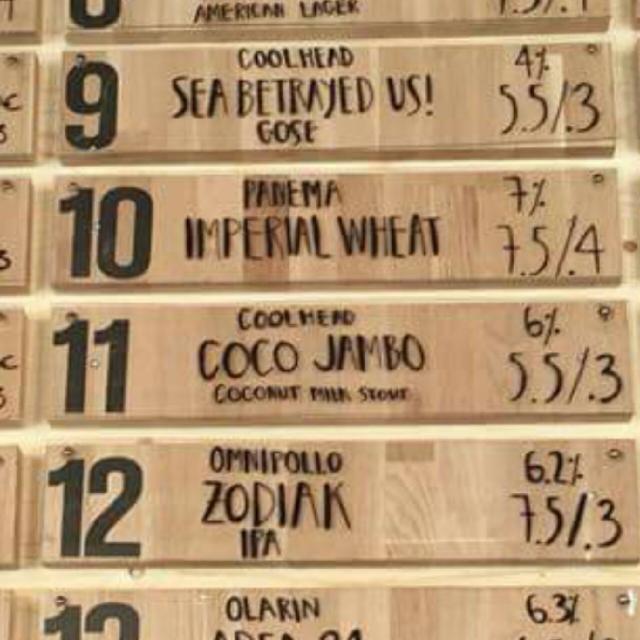 AMERICAN LAGER
9
COOLHEAD
4%
SEA BETRAYED US!
5.5/.3
GOSE
10
PANEMA
7%
IMPERIAL WHEAT
7.5/.4
11
COOLHEAD
6%
COCO JAMBO
5.5/.3
COCONUT MILK STOUT
12
OMNIPOLLO
6.2%
ZODIAK
7.5/.3
IPA
OLARIN
6.3%